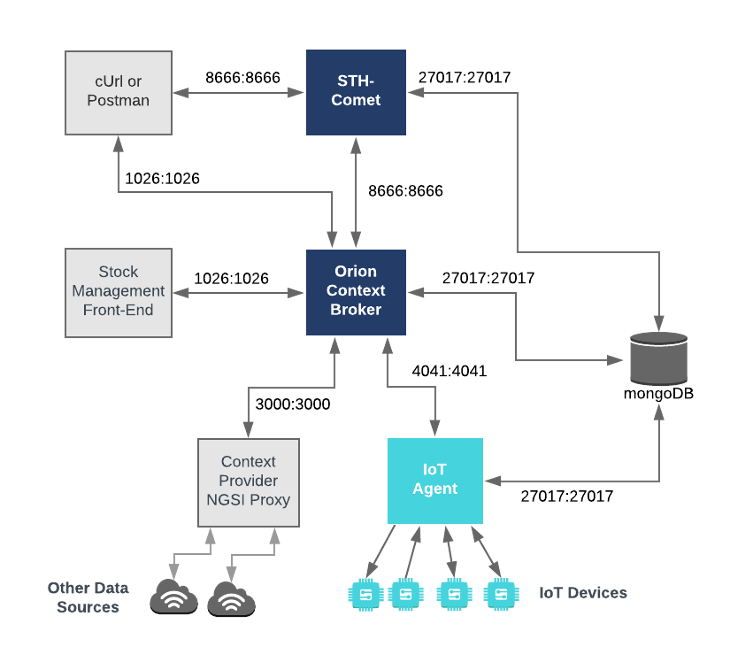 cUrl or
Postman
8666:8666
STH-
Comet
27017:27017
1026:1026
8666:8666
Stock
Management
Front-End
1026:1026
Orion
Context
Broker
27017:27017
mongoDB
3000:3000
4041:4041
Context
Provider
NGSI Proxy
IoT
Agent
27017:27017
Other Data
Sources
IoT Devices